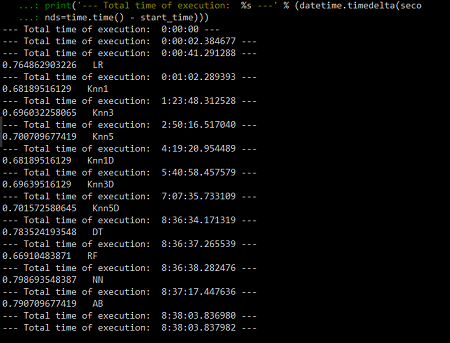 ...: print('--- Total time of execution:  %s ---' % (datetime.timedelta(seco
...: nds=time.time() - start_time)))
--- Total time of execution:  0:00:00 ---
--- Total time of execution:  0:00:02.384677 ---
--- Total time of execution:  0:00:41.291288 ---
0.764862903226   LR
--- Total time of execution:  0:01:02.289393 ---
0.68189516129   Knn1
--- Total time of execution:  1:23:48.312528 ---
0.696032258065   Knn3
--- Total time of execution:  2:50:16.517040 ---
0.700709677419   Knn5
--- Total time of execution:  4:19:20.954489 ---
0.68189516129   Knn1D
--- Total time of execution:  5:40:58.457579 ---
0.69639516129   Knn3D
--- Total time of execution:  7:07:35.733109 ---
0.701572580645   Knn5D
--- Total time of execution:  8:36:34.171319 ---
0.783524193548   DT
--- Total time of execution:  8:36:37.265539 ---
0.66910483871   RF
--- Total time of execution:  8:36:38.282476 ---
0.798693548387   NN
--- Total time of execution:  8:37:17.447636 ---
0.790709677419   AB
--- Total time of execution:  8:38:03.836980 ---
--- Total time of execution:  8:38:03.837982 ---